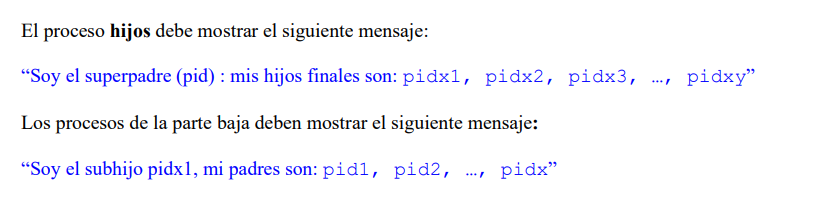 El proceso hijos debe mostrar el siguiente mensaje:
“Soy el superpadre (pid) : mis hijos finales son: pidx1, pidx2, pidx3, …, pidxy”
Los procesos de la parte baja deben mostrar el siguiente mensaje:
“Soy el subhijo pidx1, mi padres son: pid1, pid2, …, pidx”